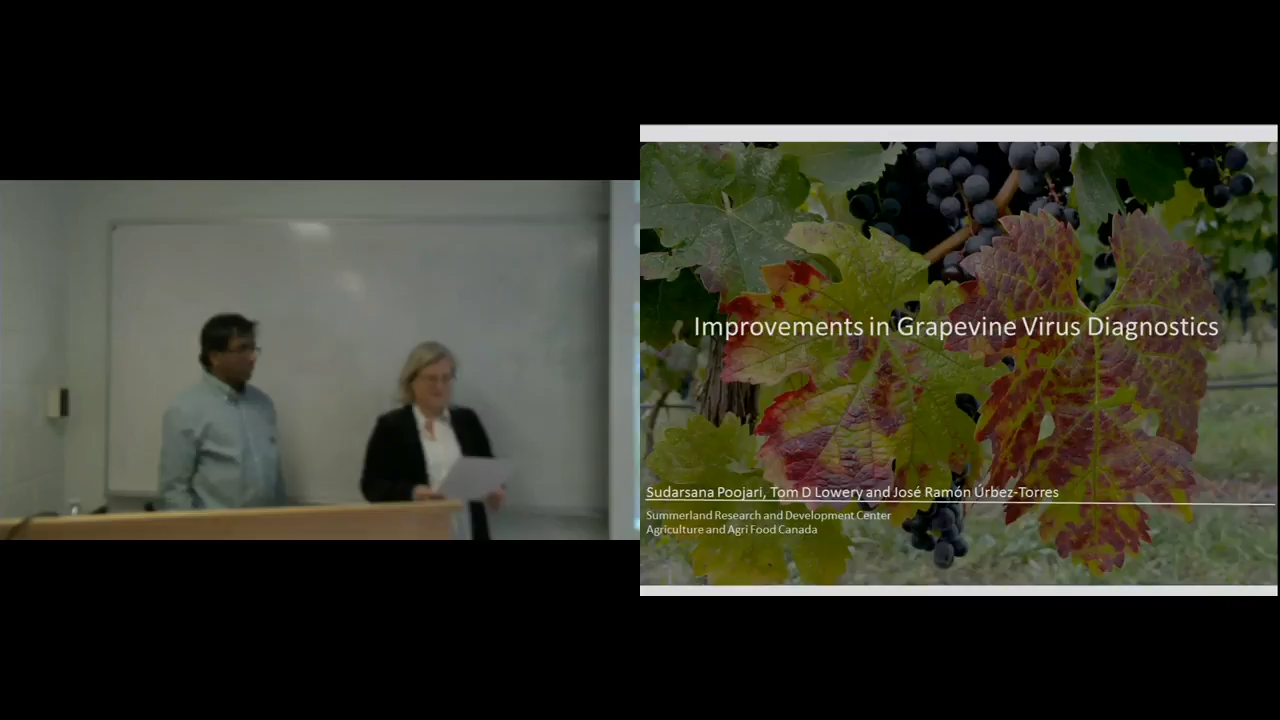 Improvements in Grapevine Virus Diagnostics
Sudarsana Poojari, Tom D Lowery and José Ramón Úrbez-Torres
Summerland Research and Development Center
Agriculture and Agri Food Canada